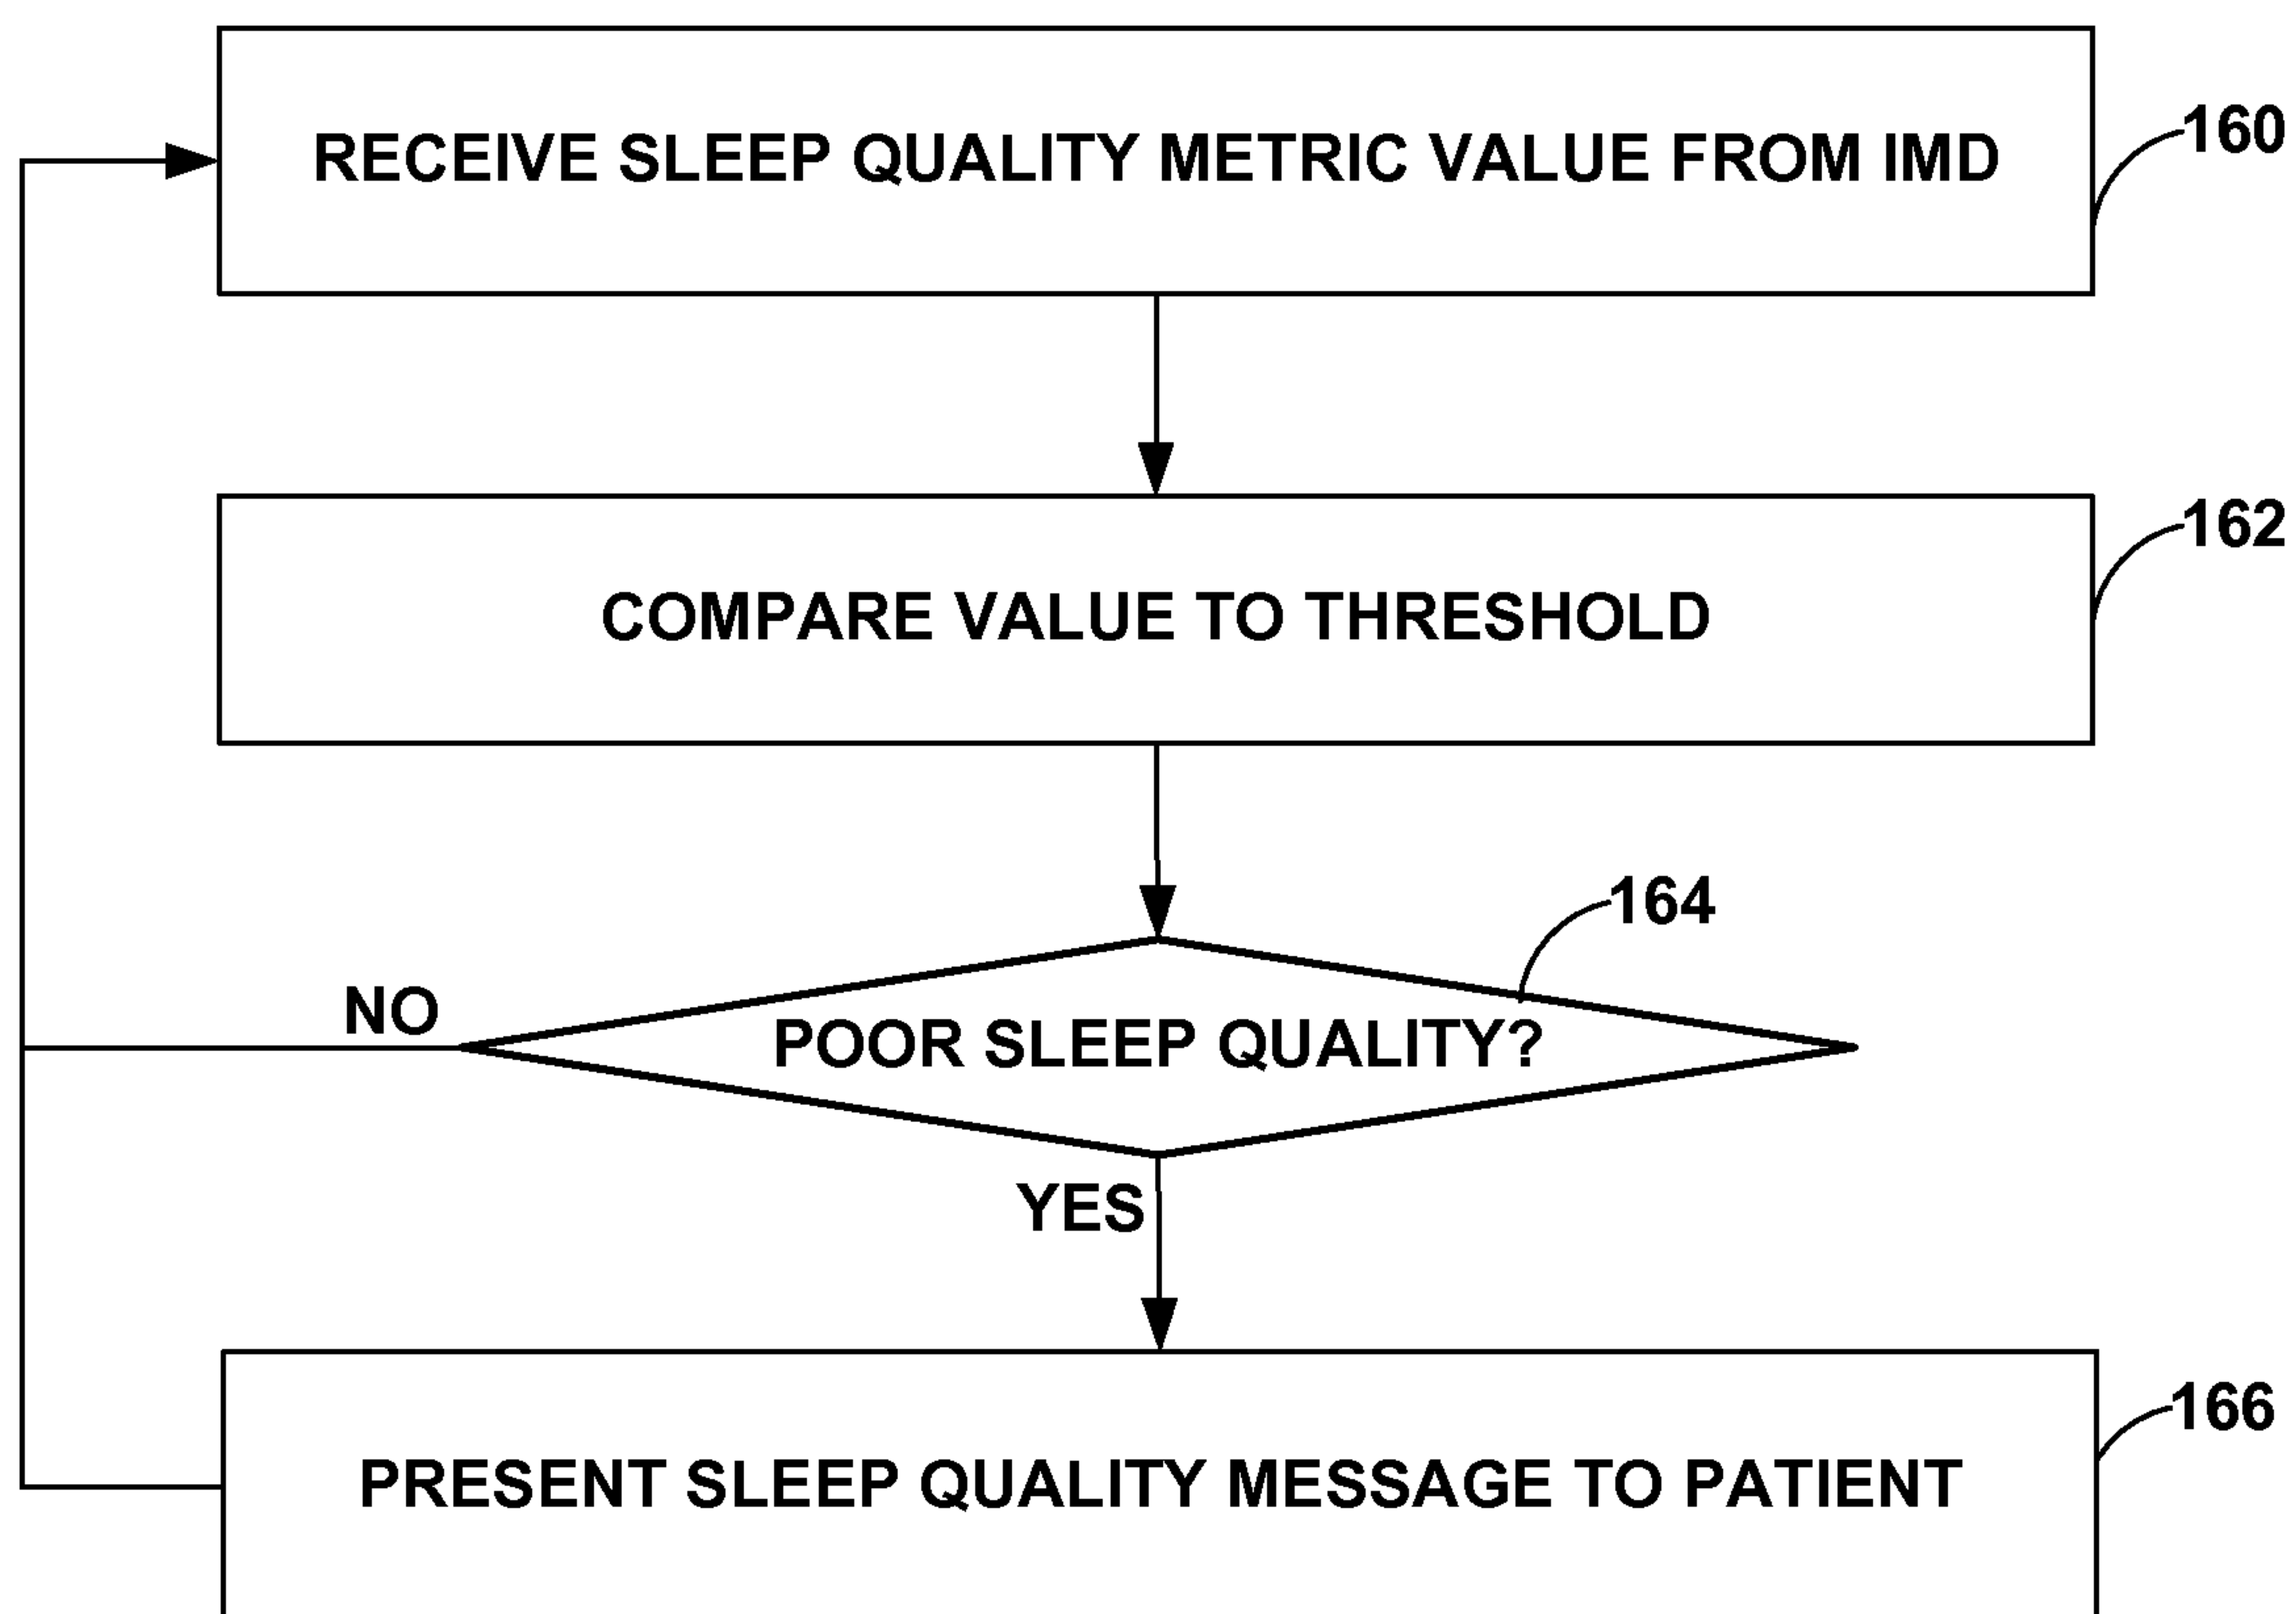 RECEIVE SLEEP QUALITY METRIC VALUE FROM IMD
160
COMPARE VALUE TO THRESHOLD
162
164
NO
POOR SLEEP QUALITY?
YES
PRESENT SLEEP QUALITY MESSAGE TO PATIENT
166